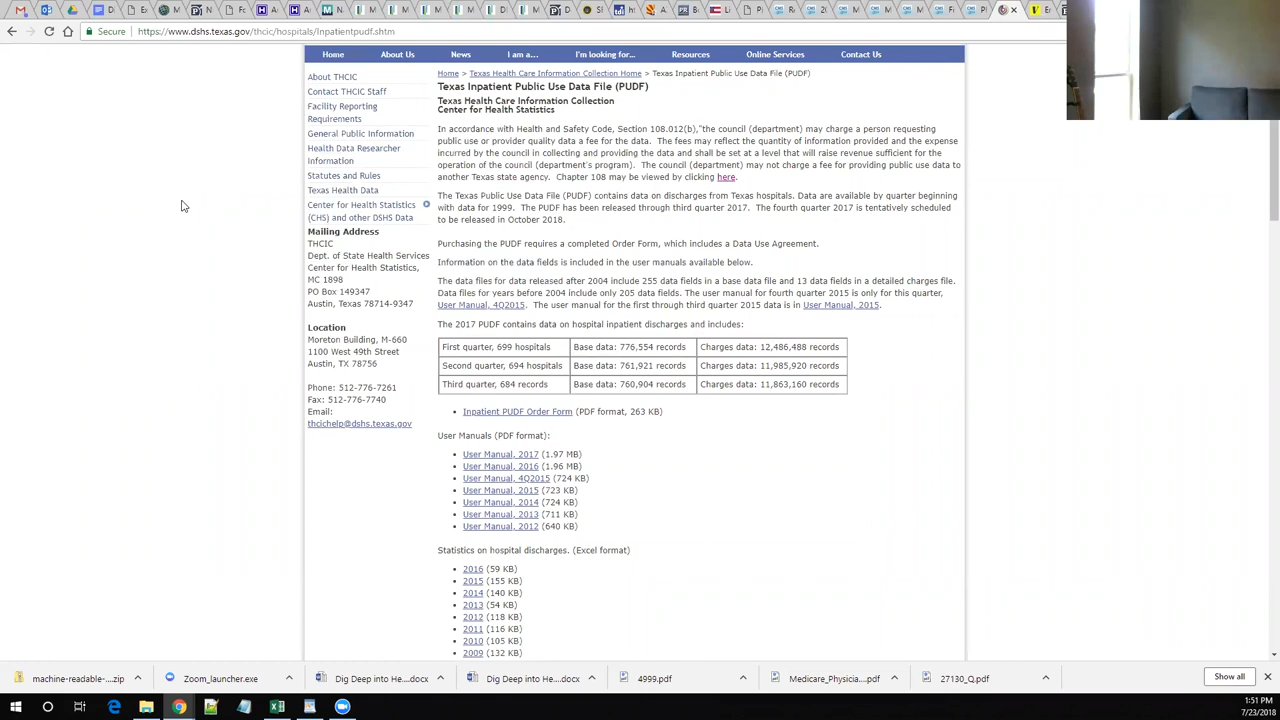 Secure
https://www.dshs.texas.gov/thcic/hospitals/Inpatientpudf.shtm
Home About Us News I am a... I'm looking for... Resources Online Services Contact Us
About THCIC
Contact THCIC Staff
Facility Reporting
Requirements
General Public Information
Health Data Researcher
Information
Statutes and Rules
Texas Health Data
Center for Health Statistics
(CHS) and other DSHS Data
Mailing Address
THCIC
Dept. of State Health Services
Center for Health Statistics,
MC 1898
PO Box 149347
Austin, Texas 78714-9347
Location
Moreton Building, M-660
1100 West 49th Street
Austin, TX 78756
Phone: 512-776-7261
Fax: 512-776-7740
Email:
thcichelp@dshs.texas.gov
Home > Texas Health Care Information Collection Home > Texas Inpatient Public Use Data File (PUDF)
Texas Inpatient Public Use Data File (PUDF)
Texas Health Care Information Collection
Center for Health Statistics
In accordance with Health and Safety Code, Section 108.012(b),"the council (department) may charge a person requesting
public use or provider quality data a fee for the data. The fees may reflect the quantity of information provided and the expense
incurred by the council in collecting and providing the data and shall be set at a level that will raise revenue sufficient for the
operation of the council (department's program). The council (department) may not charge a fee for providing public use data to
another Texas state agency. Chapter 108 may be viewed by clicking here.
The Texas Public Use Data File (PUDF) contains data on discharges from Texas hospitals. Data are available by quarter beginning
with data for 1999. The PUDF has been released through third quarter 2017. The fourth quarter 2017 is tentatively scheduled
to be released in October 2018.
Purchasing the PUDF requires a completed Order Form, which includes a Data Use Agreement.
Information on the data fields is included in the user manuals available below.
The data files for data released after 2004 include 255 data fields in a base data file and 13 data fields in a detailed charges file.
Data files for years before 2004 include only 205 data fields. The user manual for fourth quarter 2015 is only for this quarter,
User Manual, 4Q2015. The user manual for the first through third quarter 2015 data is in User Manual, 2015.
The 2017 PUDF contains data on hospital inpatient discharges and includes:
First quarter, 699 hospitals Base data: 776,554 records Charges data: 12,486,488 records
Second quarter, 694 hospitals Base data: 761,921 records Charges data: 11,985,920 records
Third quarter, 684 records Base data: 760,904 records Charges data: 11,863,160 records
• Inpatient PUDF Order Form (PDF format, 263 KB)
User Manuals (PDF format):
• User Manual, 2017 (1.97 MB)
• User Manual, 2016 (1.96 MB)
• User Manual, 4Q2015 (724 KB)
• User Manual, 2015 (723 KB)
• User Manual, 2014 (724 KB)
• User Manual, 2013 (711 KB)
• User Manual, 2012 (640 KB)
Statistics on hospital discharges. (Excel format)
• 2016 (59 KB)
• 2015 (155 KB)
• 2014 (140 KB)
• 2013 (54 KB)
• 2012 (118 KB)
• 2011 (116 KB)
• 2010 (105 KB)
• 2009 (132 KB)
machine-readable-....zip Zoom_launcher.exe Dig Deep into He....docx Dig Deep into He....docx 4999.pdf Medicare_Physicia....pdf 27130_Q.pdf Show all
1:51 PM
7/23/2018